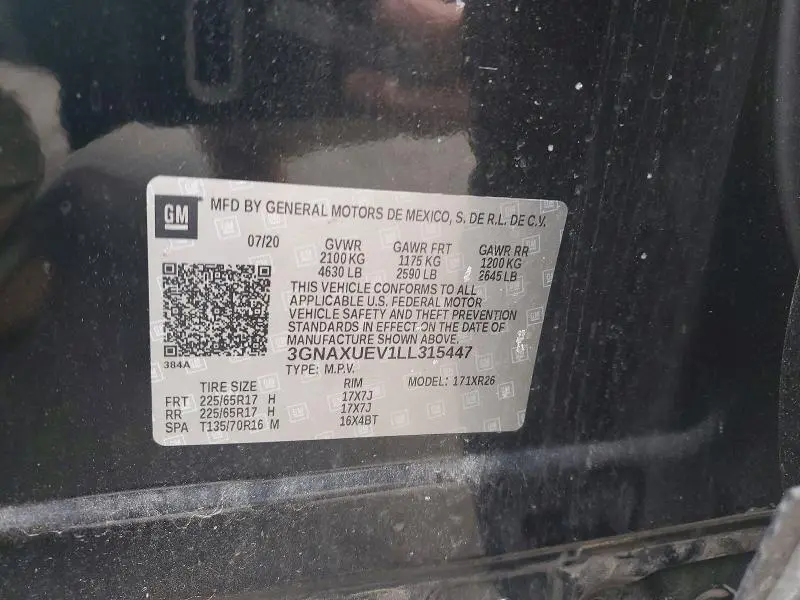 GM MFD BY GENERAL MOTORS DE MEXICO, S. DE R.L. DE C.V.
07/20 GVWR GAWR FRT GAWR RR
2100 KG 1175 KG 1200 KG
4630 LB 2590 LB 2645 LB
THIS VEHICLE CONFORMS TO ALL
APPLICABLE U.S. FEDERAL MOTOR
VEHICLE SAFETY AND THEFT PREVENTION
STANDARDS IN EFFECT ON THE DATE OF
MANUFACTURE SHOWN ABOVE.
384A 3GNAXUEV1LL315447
TYPE: M.P.V. MODEL: 171XR26
TIRE SIZE RIM
FRT 225/65R17 H 17X7J
RR 225/65R17 H 17X7J
SPA T135/70R16 M 16X4BT